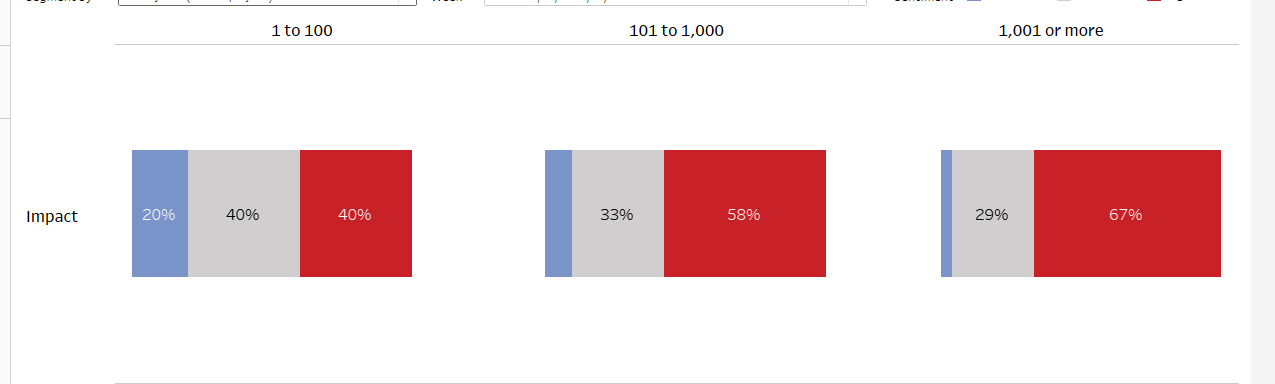 1 to 100 101 to 1,000 1,001 or more
Impact 20% 40% 40% 33% 58% 29% 67%